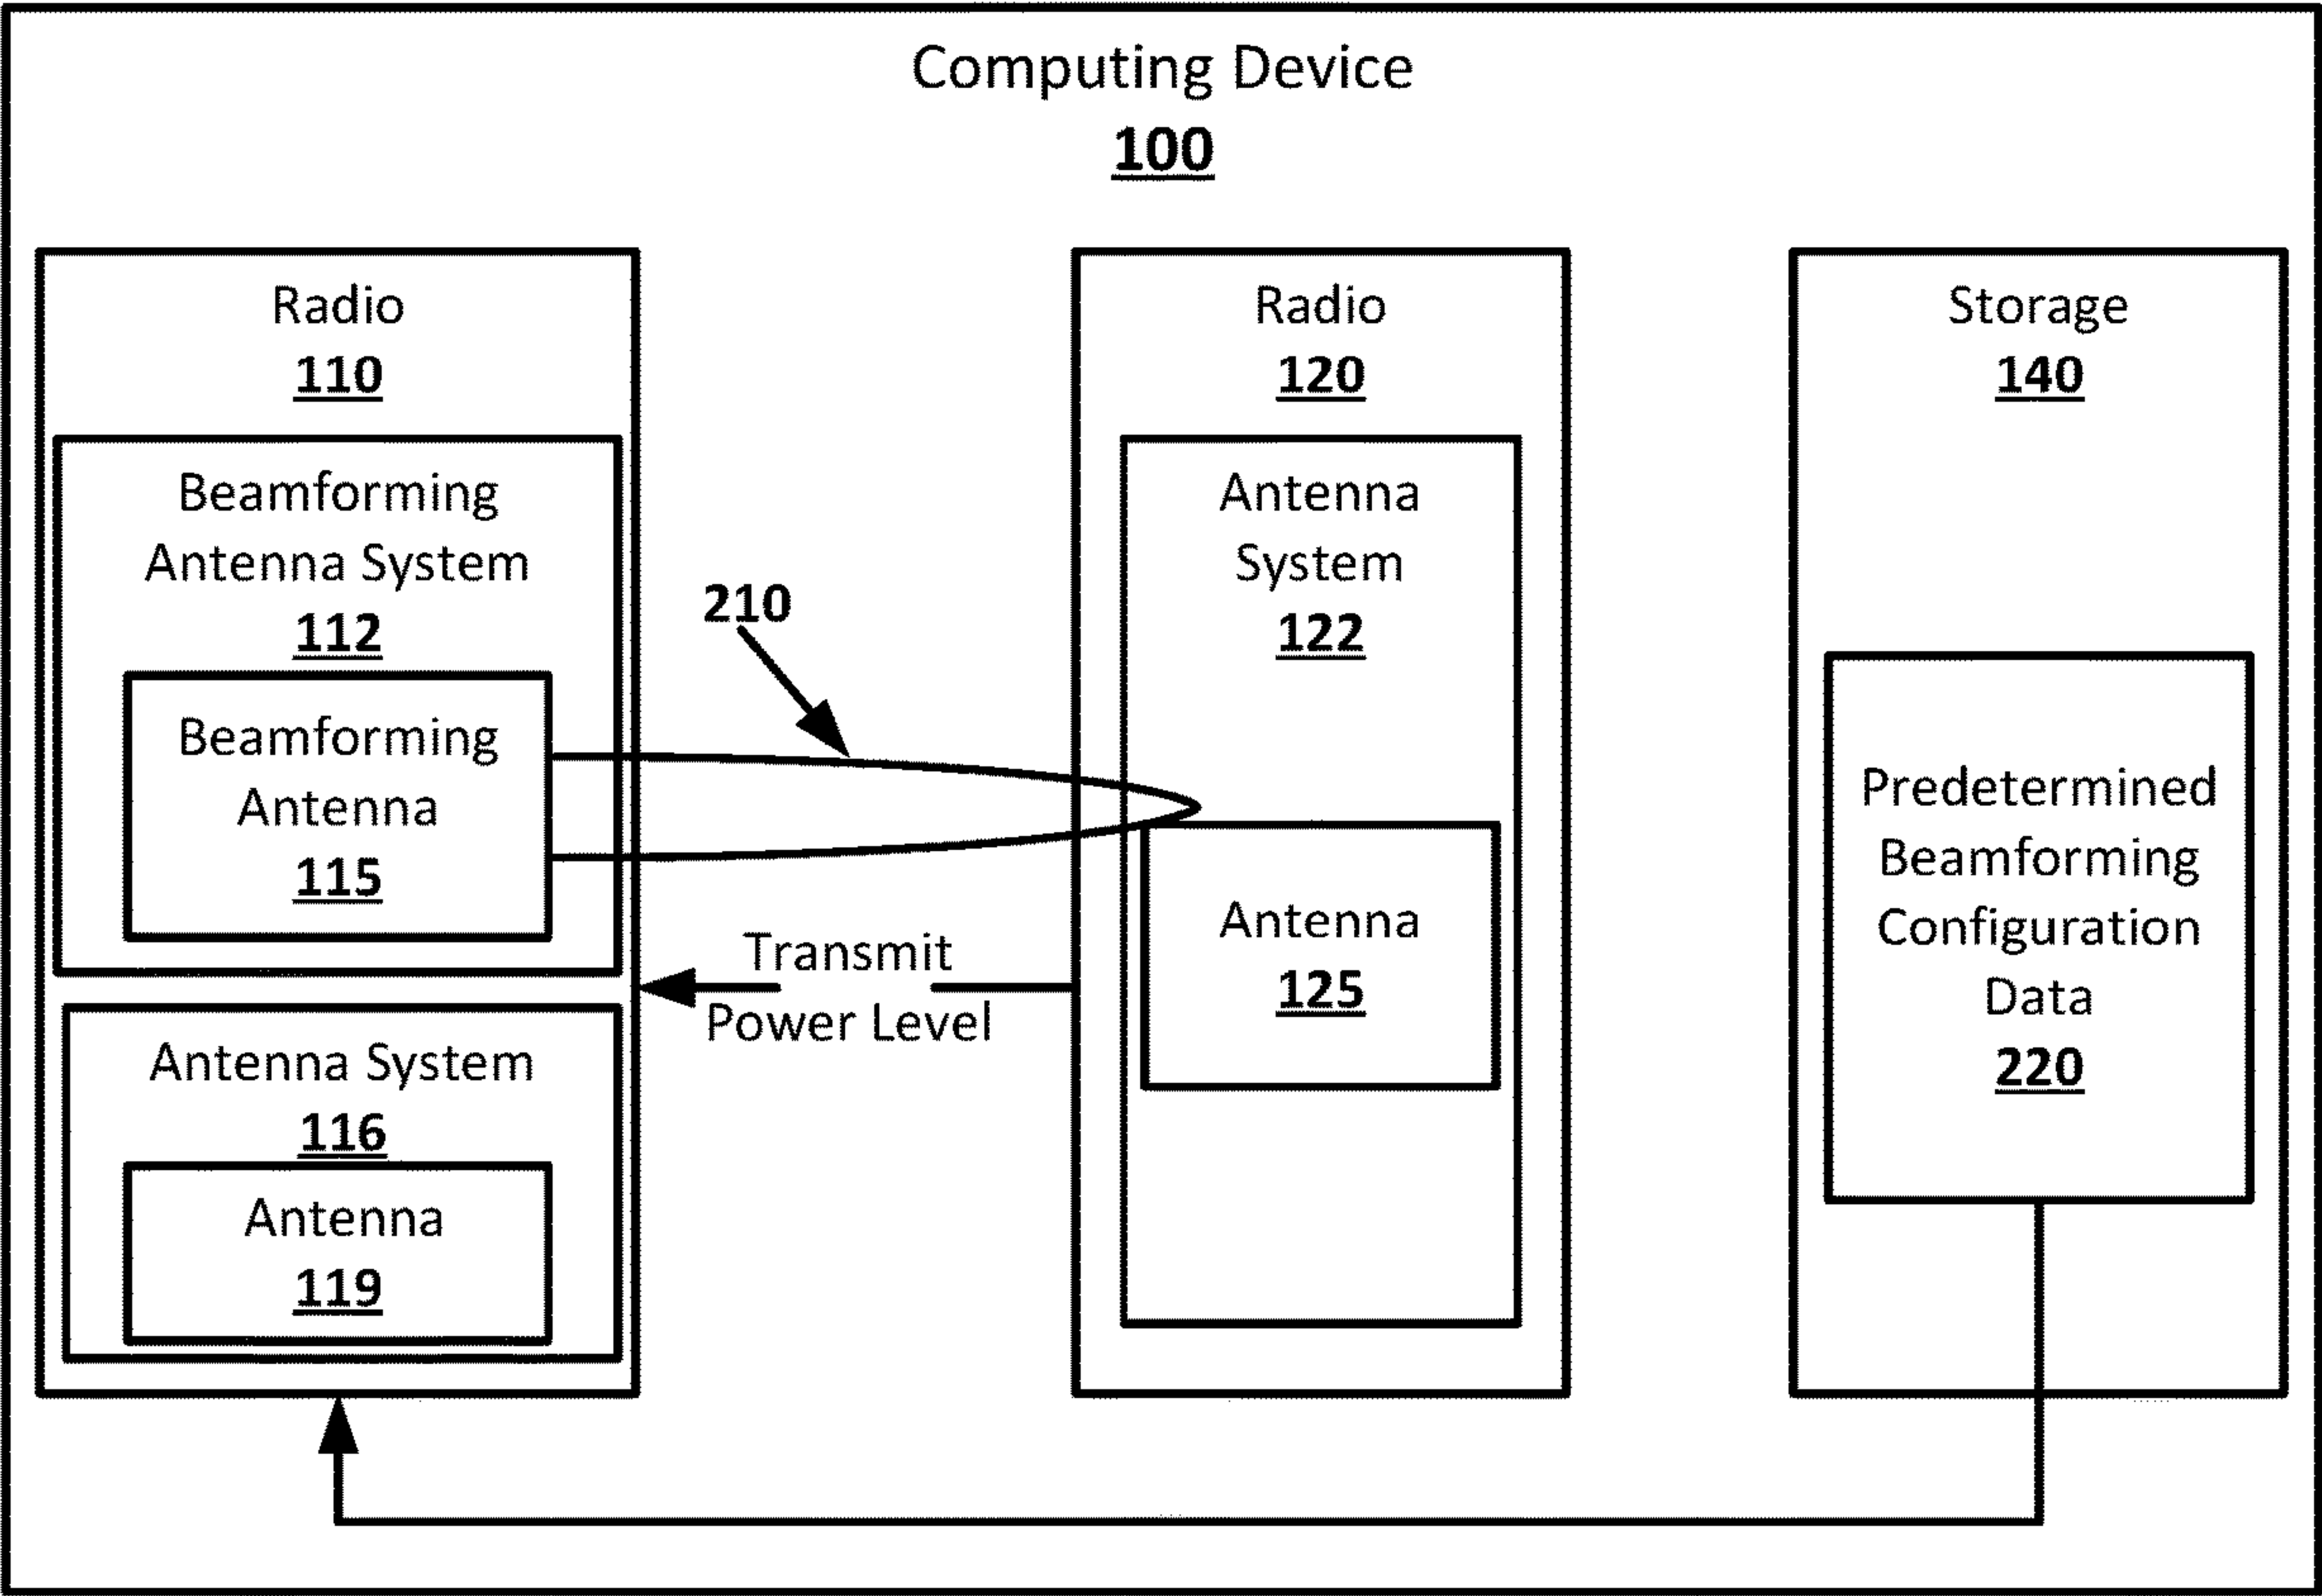 Computing Device
100
Radio
110
Beamforming
Antenna System
112
Beamforming
Antenna
115
Antenna System
116
Antenna
119
210
Transmit
Power Level
Radio
120
Antenna
System
122
Antenna
125
Storage
140
Predetermined
Beamforming
Configuration
Data
220